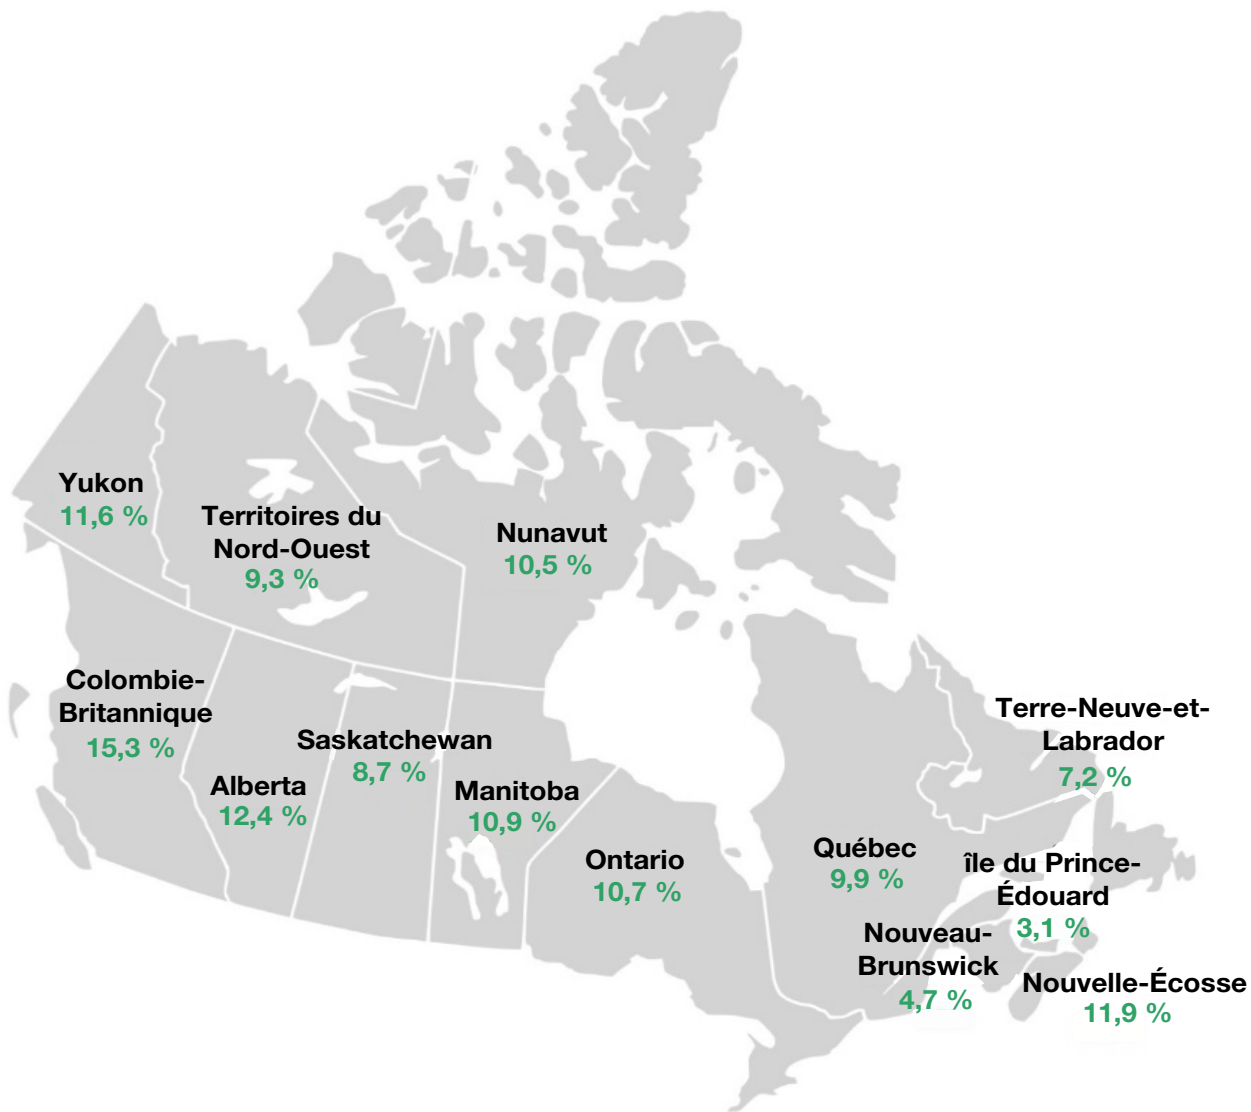 Yukon
11,6 %
Territoires du
Nord-Ouest
9,3 %
Nunavut
10,5 %
Colombie-
Britannique
15,3 %
Alberta
12,4 %
Saskatchewan
8,7 %
Manitoba
10,9 %
Ontario
10,7 %
Québec
9,9 %
Terre-Neuve-et-
Labrador
7,2 %
île du Prince-
Édouard
3,1 %
Nouveau-
Brunswick
4,7 %
Nouvelle-Écosse
11,9 %